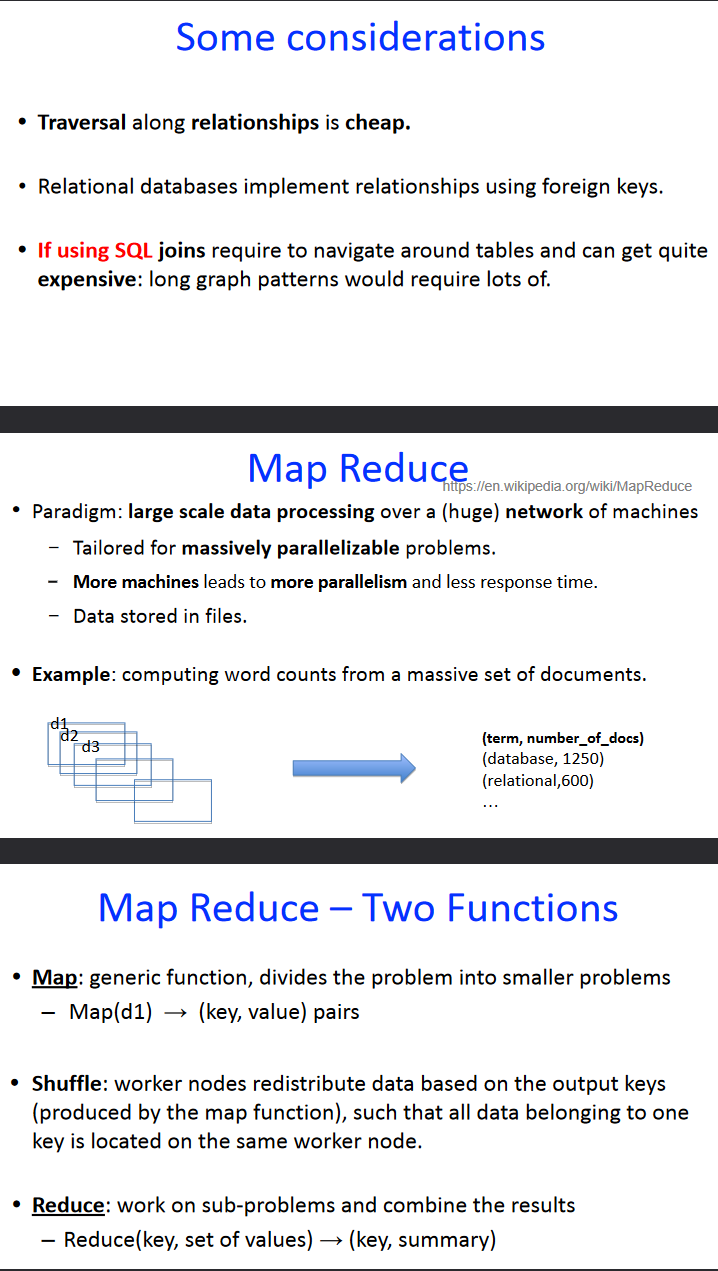 Some considerations
• Traversal along relationships is cheap.
• Relational databases implement relationships using foreign keys.
• If using SQL joins require to navigate around tables and can get quite
expensive: long graph patterns would require lots of.
Map Reduce
https://en.wikipedia.org/wiki/MapReduce
• Paradigm: large scale data processing over a (huge) network of machines
– Tailored for massively parallelizable problems.
– More machines leads to more parallelism and less response time.
– Data stored in files.
• Example: computing word counts from a massive set of documents.
d1
d2
d3
(term, number_of_docs)
(database, 1250)
(relational,600)
…
Map Reduce – Two Functions
• Map: generic function, divides the problem into smaller problems
– Map(d1) → (key, value) pairs
• Shuffle: worker nodes redistribute data based on the output keys
(produced by the map function), such that all data belonging to one
key is located on the same worker node.
• Reduce: work on sub-problems and combine the results
– Reduce(key, set of values) → (key, summary)